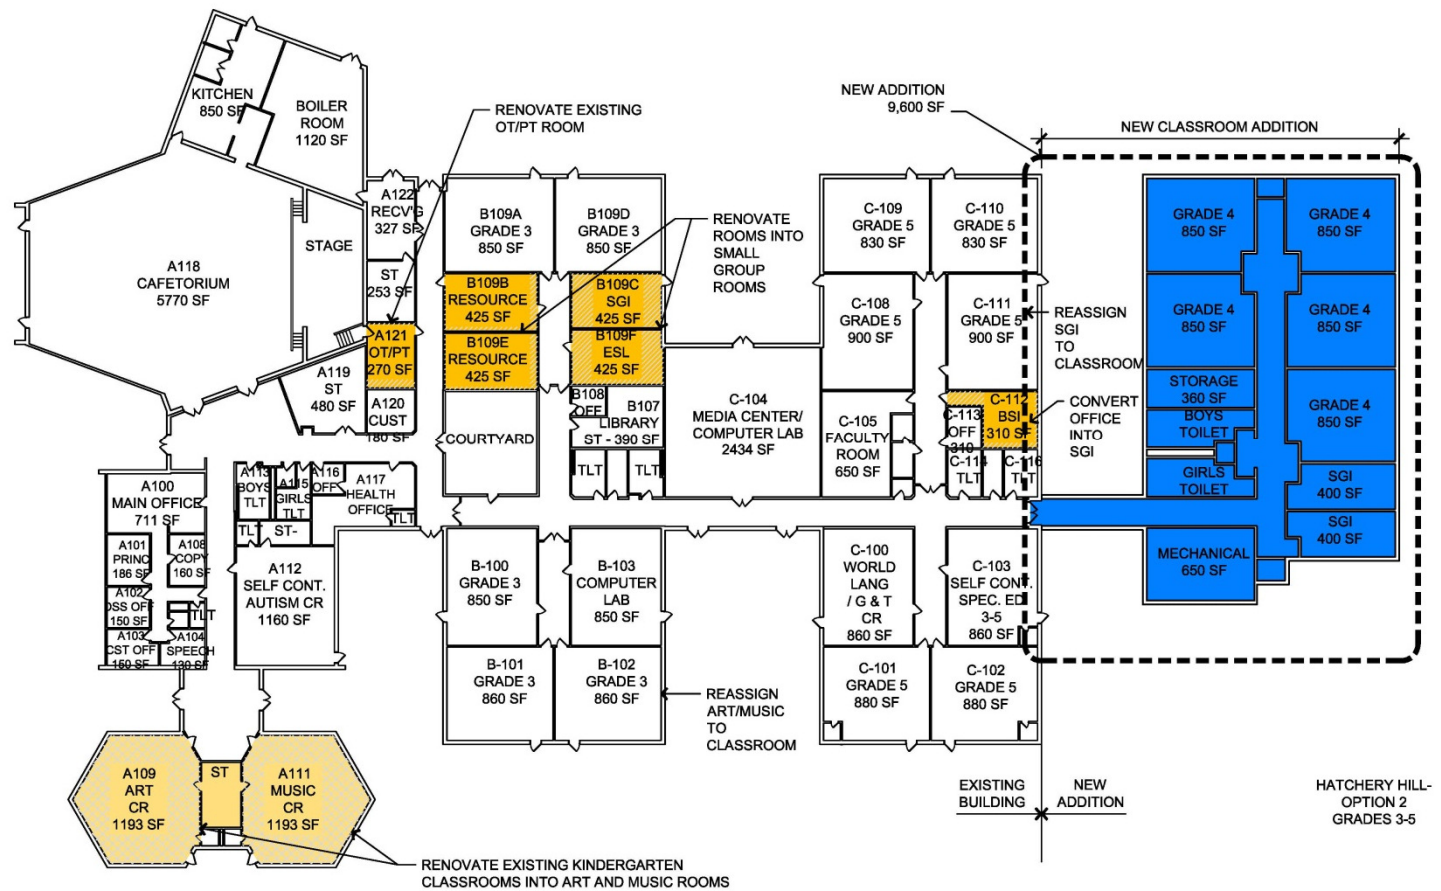 KITCHEN
850 SF
BOILER
ROOM
1120 SF
RENOVATE EXISTING
OT/PT ROOM
NEW ADDITION
9,600 SF
NEW CLASSROOM ADDITION
A118
CAFETORIUM
5770 SF
STAGE
A122
RECV'G
327 SF
ST
253 SF
A121
OT/PT
270 SF
A119
ST
480 SF
A120
CUST
180 SF
B109A
GRADE 3
850 SF
B109D
GRADE 3
850 SF
B109B
RESOURCE
425 SF
B109C
SGI
425 SF
B109E
RESOURCE
425 SF
B109F
ESL
425 SF
RENOVATE
ROOMS INTO
SMALL
GROUP
ROOMS
COURTYARD
B108
OFF
B107
LIBRARY
ST - 390 SF
TLT
TLT
C-104
MEDIA CENTER/
COMPUTER LAB
2434 SF
C-109
GRADE 5
830 SF
C-110
GRADE 5
830 SF
C-108
GRADE 5
900 SF
C-111
GRADE 5
900 SF
C-105
FACULTY
ROOM
650 SF
C-112
BSI
310 SF
C-113
OFF
310
C-114
TLT
C-116
TLT
REASSIGN
SGI
TO
CLASSROOM
CONVERT
OFFICE
INTO
SGI
GRADE 4
850 SF
GRADE 4
850 SF
GRADE 4
850 SF
GRADE 4
850 SF
STORAGE
360 SF
BOYS
TOILET
GRADE 4
850 SF
GIRLS
TOILET
SGI
400 SF
SGI
400 SF
MECHANICAL
650 SF
A100
MAIN OFFICE
711 SF
A101
PRINC
186 SF
A108
COPY
160 SF
A102
OSS OFF
150 SF
TLT
A103
CST OFF
150 SF
A104
SPEECH
130 SF
A113
BOYS
TLT
A115
GIRLS
TLT
A116
OFF
A117
HEALTH
OFFICE
TLT
TLT
ST-
A112
SELF CONT.
AUTISM CR
1160 SF
B-100
GRADE 3
850 SF
B-103
COMPUTER
LAB
850 SF
B-101
GRADE 3
860 SF
B-102
GRADE 3
860 SF
REASSIGN
ART/MUSIC
TO
CLASSROOM
C-100
WORLD
LANG
/ G & T
CR
860 SF
C-103
SELF CONT.
SPEC. ED
3-5
860 SF
C-101
GRADE 5
880 SF
C-102
GRADE 5
880 SF
A109
ART
CR
1193 SF
ST
A111
MUSIC
CR
1193 SF
RENOVATE EXISTING KINDERGARTEN
CLASSROOMS INTO ART AND MUSIC ROOMS
EXISTING
BUILDING
NEW
ADDITION
HATCHERY HILL-
OPTION 2
GRADES 3-5